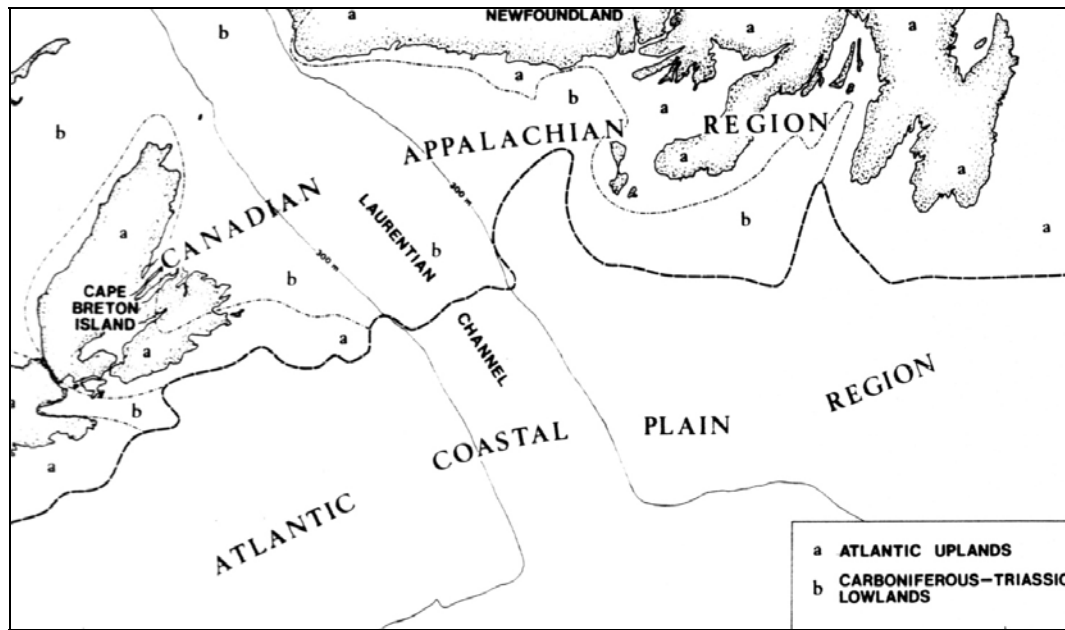 a
NEWFOUNDLAND
a
b
a
a
a
b
b
a
APPALACHIAN REGION
a
a
300 m
CANADIAN
LAURENTIAN
a
b
b
a
300 m
b
CAPE
BRETON
ISLAND
CHANNEL
a
a
a
b
REGION
PLAIN
COASTAL
a
ATLANTIC
a ATLANTIC UPLANDS
b CARBONIFEROUS—TRIASSIC
LOWLANDS